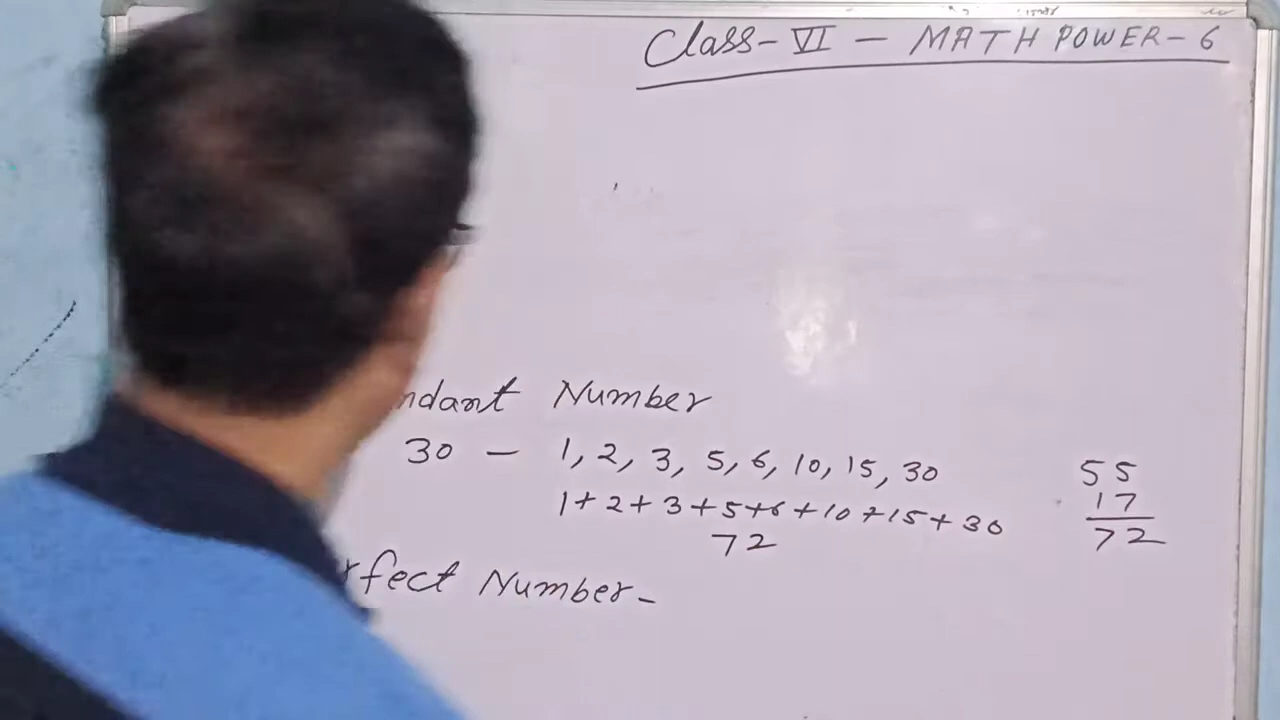 Class-VI - MATH POWER-6
ndant Number
30 - 1, 2, 3, 5, 6, 10, 15, 30
1+2+3+5+6+10+15+30
72
55
17
72
rfect Number-